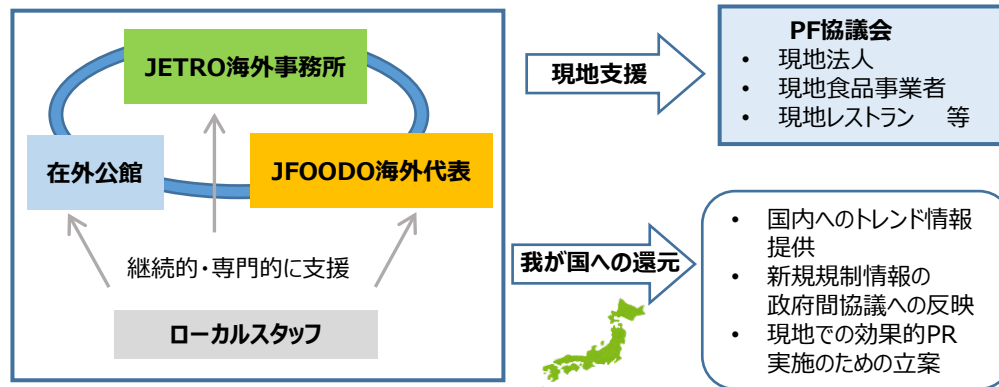 JETRO海外事務所
在外公館
JFOODO海外代表
継続的・専門的に支援
ローカルスタッフ
現地支援
PF協議会
• 現地法人
• 現地食品事業者
• 現地レストラン 等
我が国への還元
• 国内へのトレンド情報
提供
• 新規規制情報の
政府間協議への反映
• 現地での効果的PR
実施のための立案